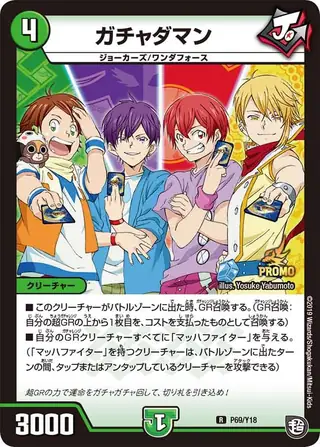 4
ガチャダマン
ジョーカーズ/ワンダフォース
J
PROMO
illus. Yosuke Yabumoto
クリーチャー
©2019 Wizards/Shogakukan/Mitsui-Kids
■このクリーチャーがバトルゾーンに出た時、GR召喚する。(GR召喚:
自分の超GRの上から1枚目を、コストを支払ったものとして召喚する)
■自分のGRクリーチャーすべてに「マッハファイター」を与える。
(「マッハファイター」を持つクリーチャーは、バトルゾーンに出たター
ンの間、タップまたはアンタップしているクリーチャーを攻撃できる)
超GRの力で運命をガチャガチャ回して、切り札を引き込め!
3000
1
R P69/Y18